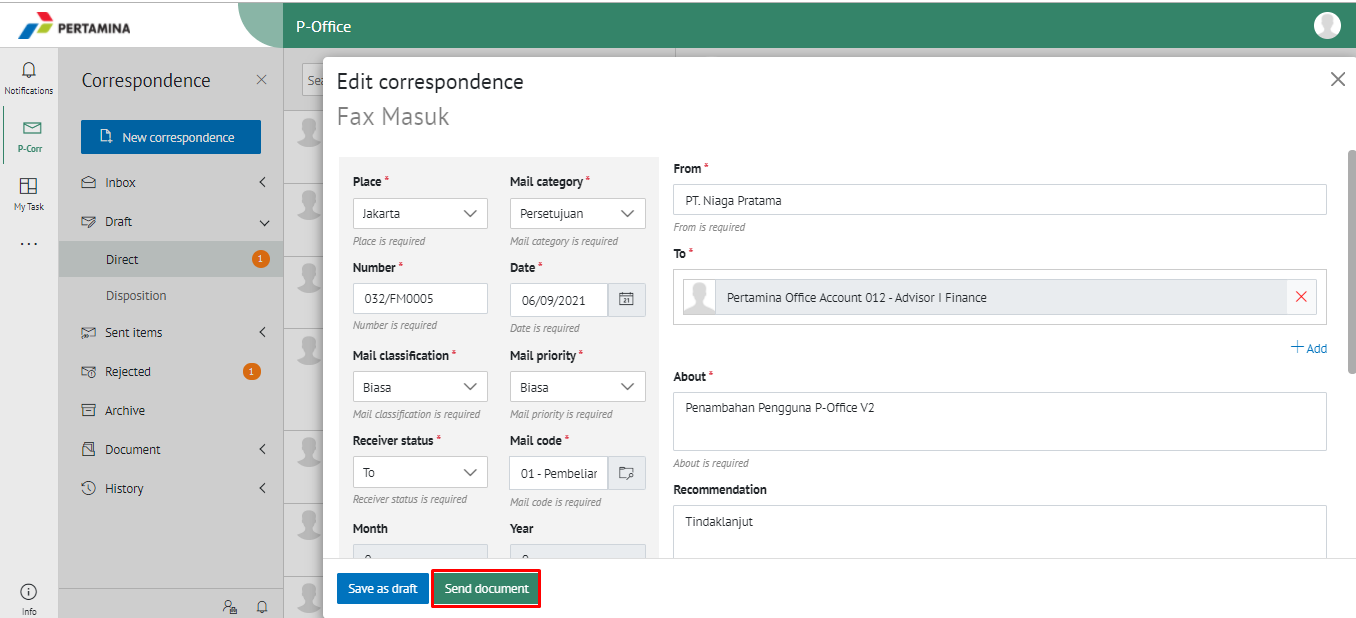 PERTAMINA
P-Office
Notifications
P-Corr
My Task
Info
Correspondence
New correspondence
Inbox
Draft
Direct
1
Disposition
Sent items
Rejected
1
Archive
Document
History
Sea
Edit correspondence
Fax Masuk
Place *
Mail category *
Jakarta
Persetujuan
Place is required
Mail category is required
Number *
Date *
032/FM0005
06/09/2021
21
Number is required
Date is required
Mail classification *
Mail priority *
Biasa
Biasa
Mail classification is required
Mail priority is required
Receiver status *
Mail code *
To
01 - Pembelian
Receiver status is required
Mail code is required
Month
Year
From *
PT. Niaga Pratama
From is required
To *
Pertamina Office Account 012 - Advisor I Finance
Add
About *
Penambahan Pengguna P-Office V2
About is required
Recommendation
Tindaklanjut
Save as draft
Send document